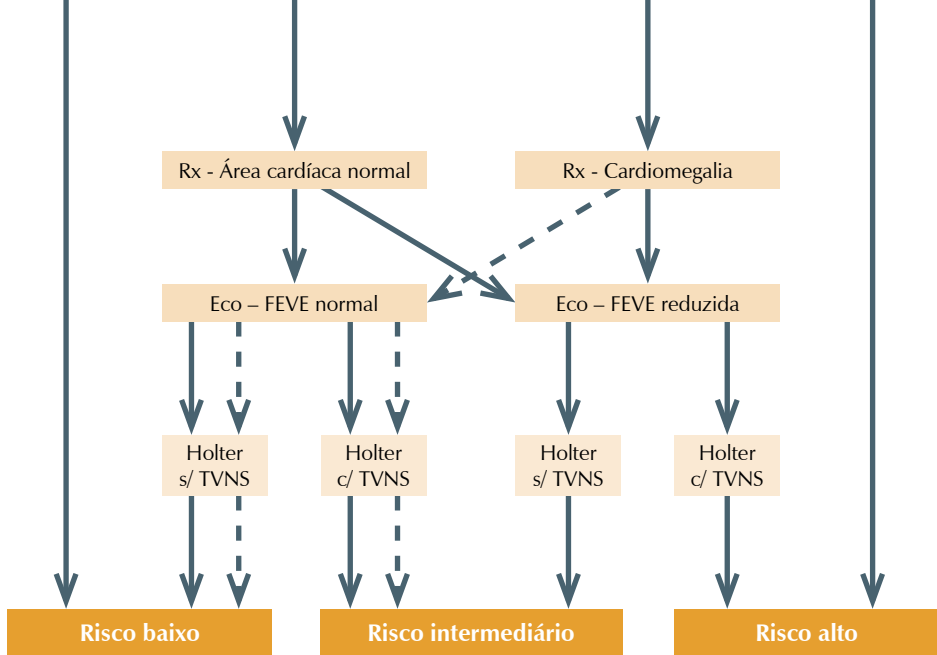 Rx - Área cardíaca normal
Rx - Cardiomegalia
Eco – FEVE normal
Eco – FEVE reduzida
Holter
s/ TVNS
Holter
c/ TVNS
Holter
s/ TVNS
Holter
c/ TVNS
Risco baixo
Risco intermediário
Risco alto